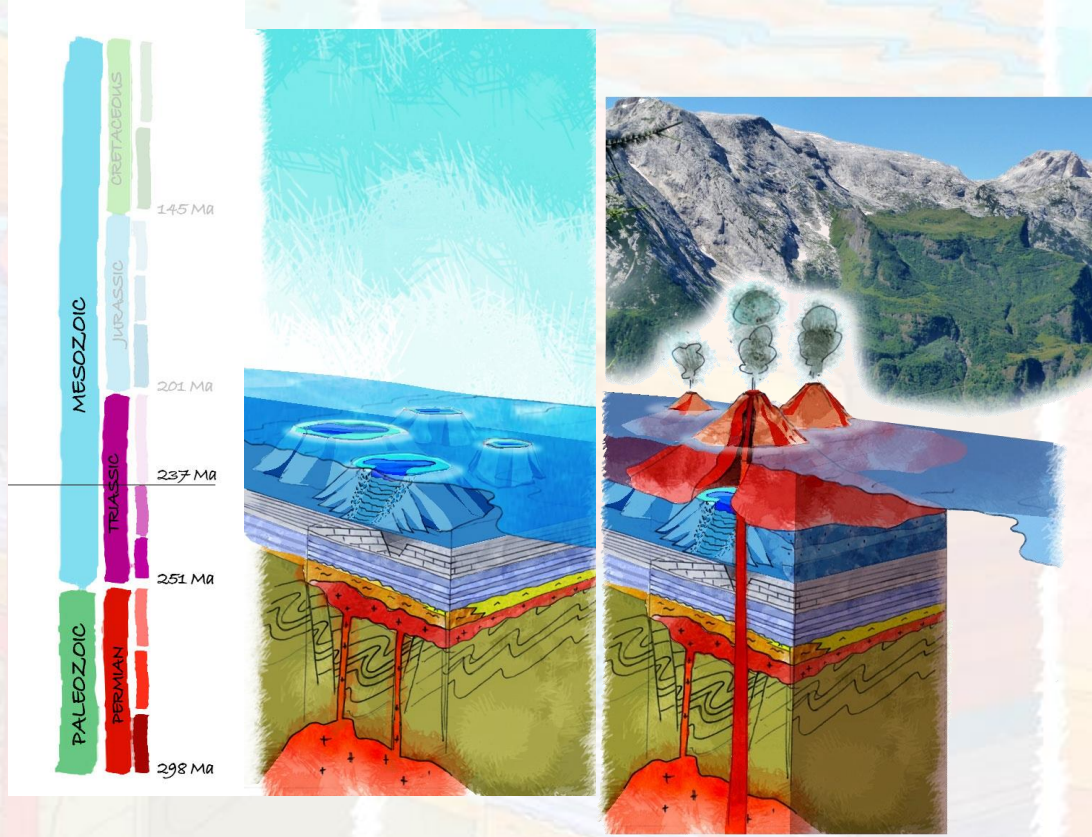 CRETACEOUS
145 Ma
JURASSIC
201 Ma
MESOZOIC
TRIASSIC
237 Ma
251 Ma
PALEOZOIC
PERMIAN
298 Ma